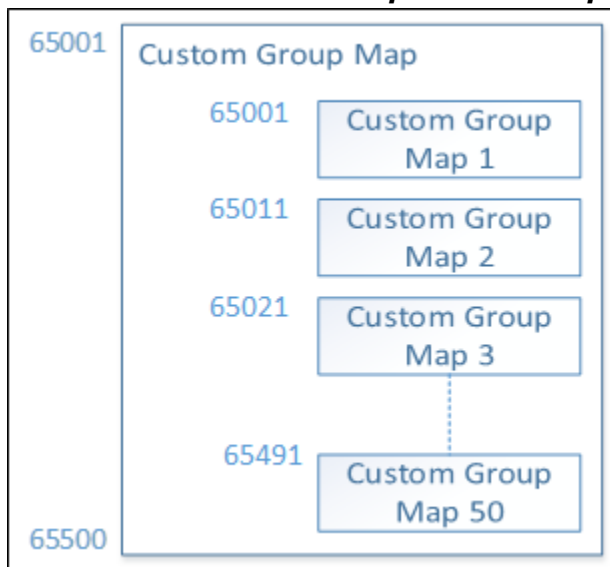 65001
Custom Group Map
65001
Custom Group
Map 1
65011
Custom Group
Map 2
65021
Custom Group
Map 3
65491
Custom Group
Map 50
65500